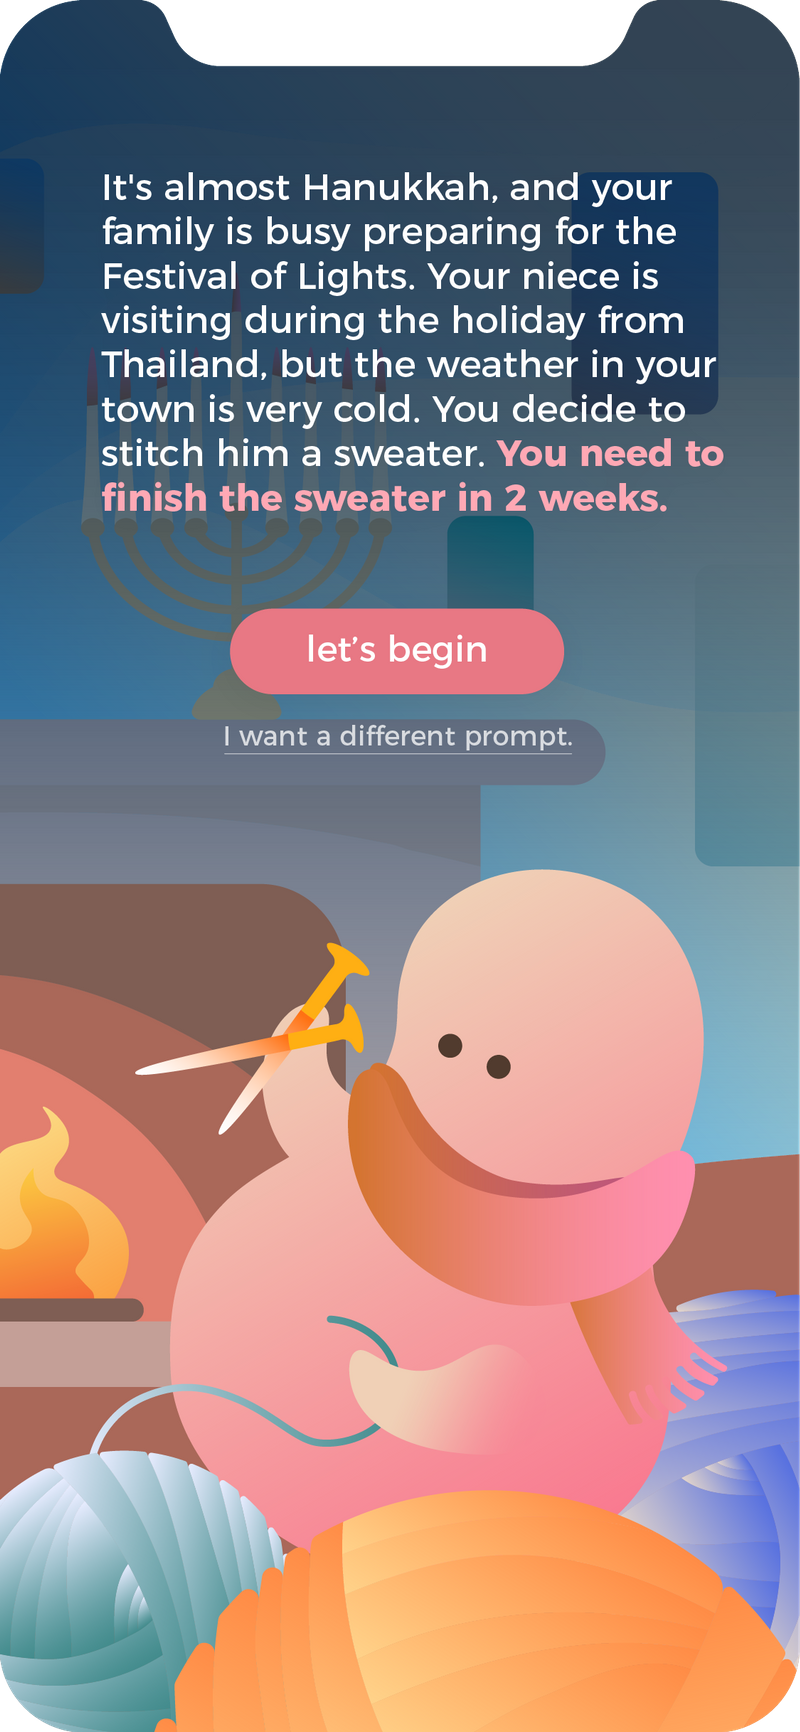 It's almost Hanukkah, and your
family is busy preparing for the
Festival of Lights. Your niece is
visiting during the holiday from
Thailand, but the weather in your
town is very cold. You decide to
stitch him a sweater. You need to
finish the sweater in 2 weeks.
let’s begin
I want a different prompt.